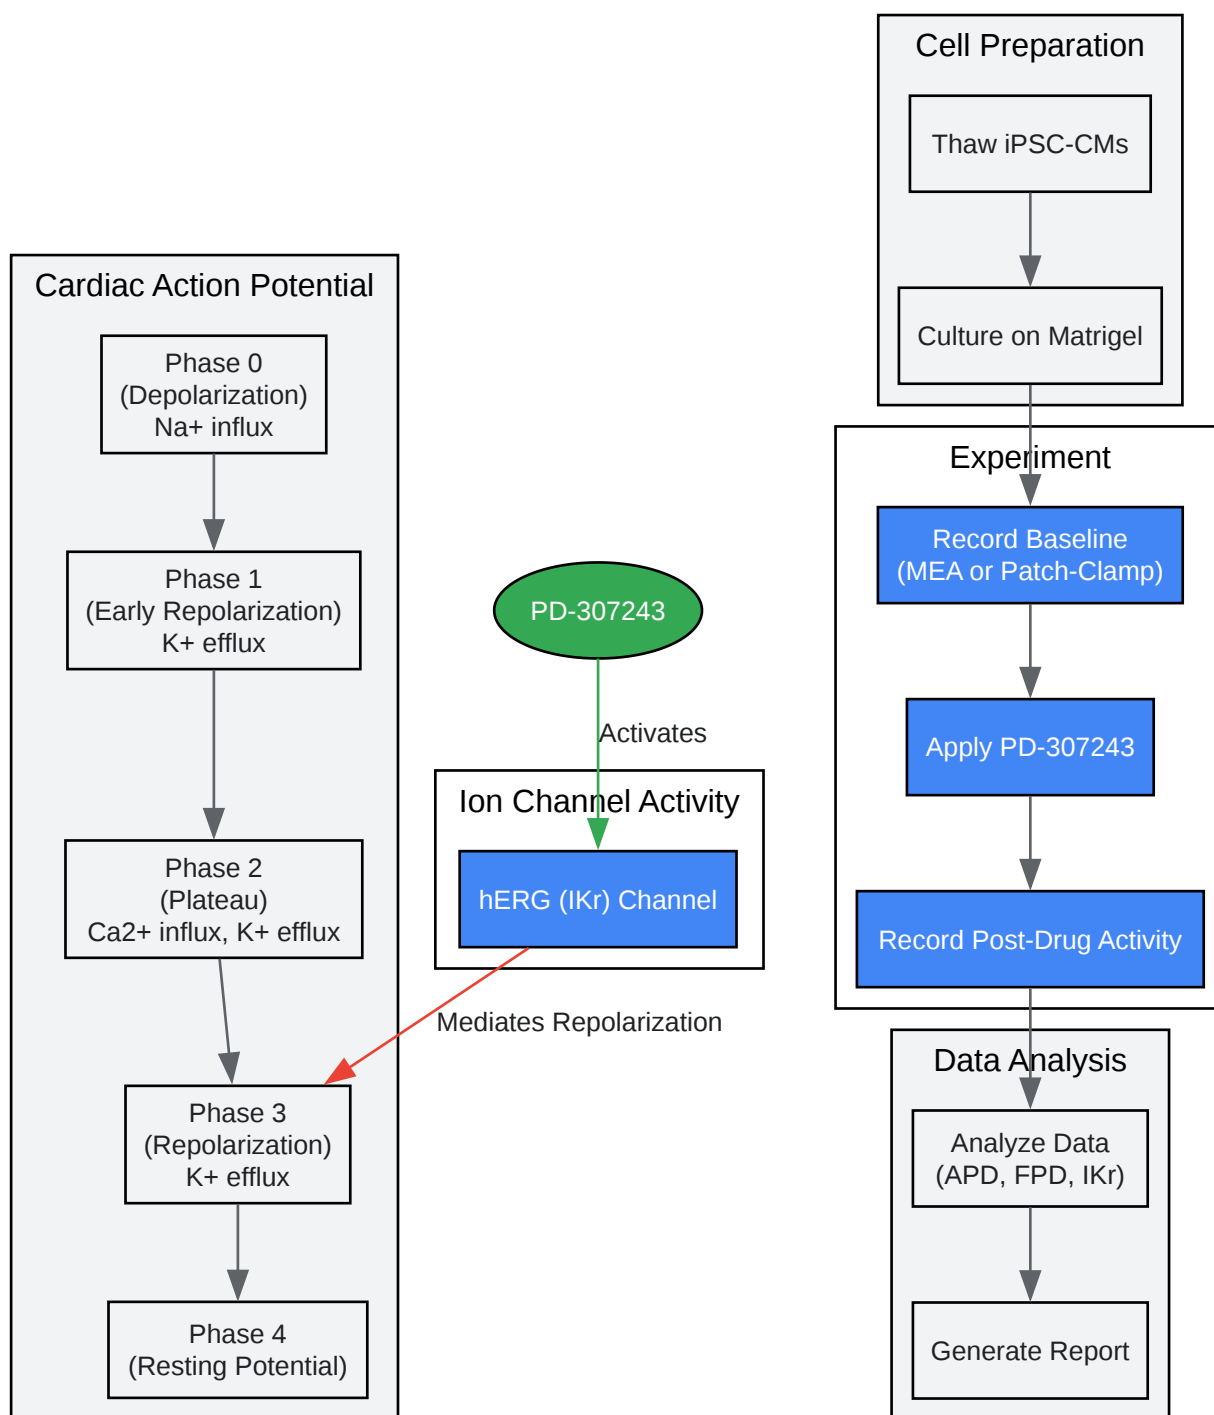 Cardiac Action Potential
Phase 0
(Depolarization)
Na+ influx
Phase 1
(Early Repolarization)
K+ efflux
Phase 2
(Plateau)
Ca2+ influx, K+ efflux
Phase 3
(Repolarization)
K+ efflux
Phase 4
(Resting Potential)
PD-307243
Activates
Ion Channel Activity
hERG (IKr) Channel
Mediates Repolarization
Cell Preparation
Thaw iPSC-CMs
Culture on Matrigel
Experiment
Record Baseline
(MEA or Patch-Clamp)
Apply PD-307243
Record Post-Drug Activity
Data Analysis
Analyze Data
(APD, FPD, IKr)
Generate Report